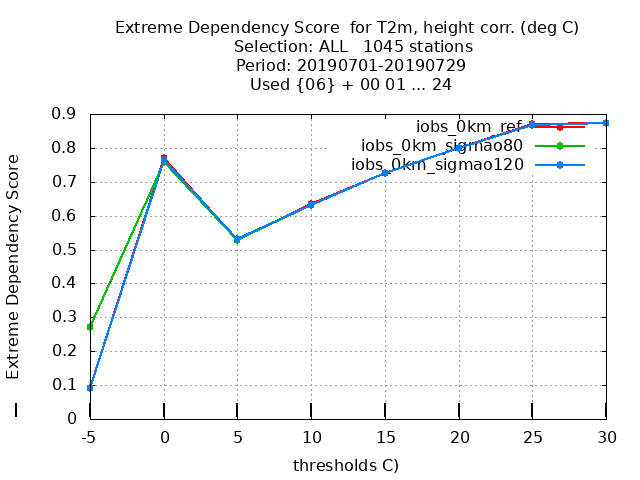 Extreme Dependency Score  for T2m, height corr. (deg C)
Selection: ALL   1045 stations
Period: 20190701-20190729
Used {06} + 00 01 ... 24
Extreme Dependency Score
0.9
0.8
0.7
0.6
0.5
0.4
0.3
0.2
0.1
0
iobs_0km_ref
iobs_0km_sigmao80
iobs_0km_sigmao120
-5
0
5
10
15
20
25
30
thresholds C)